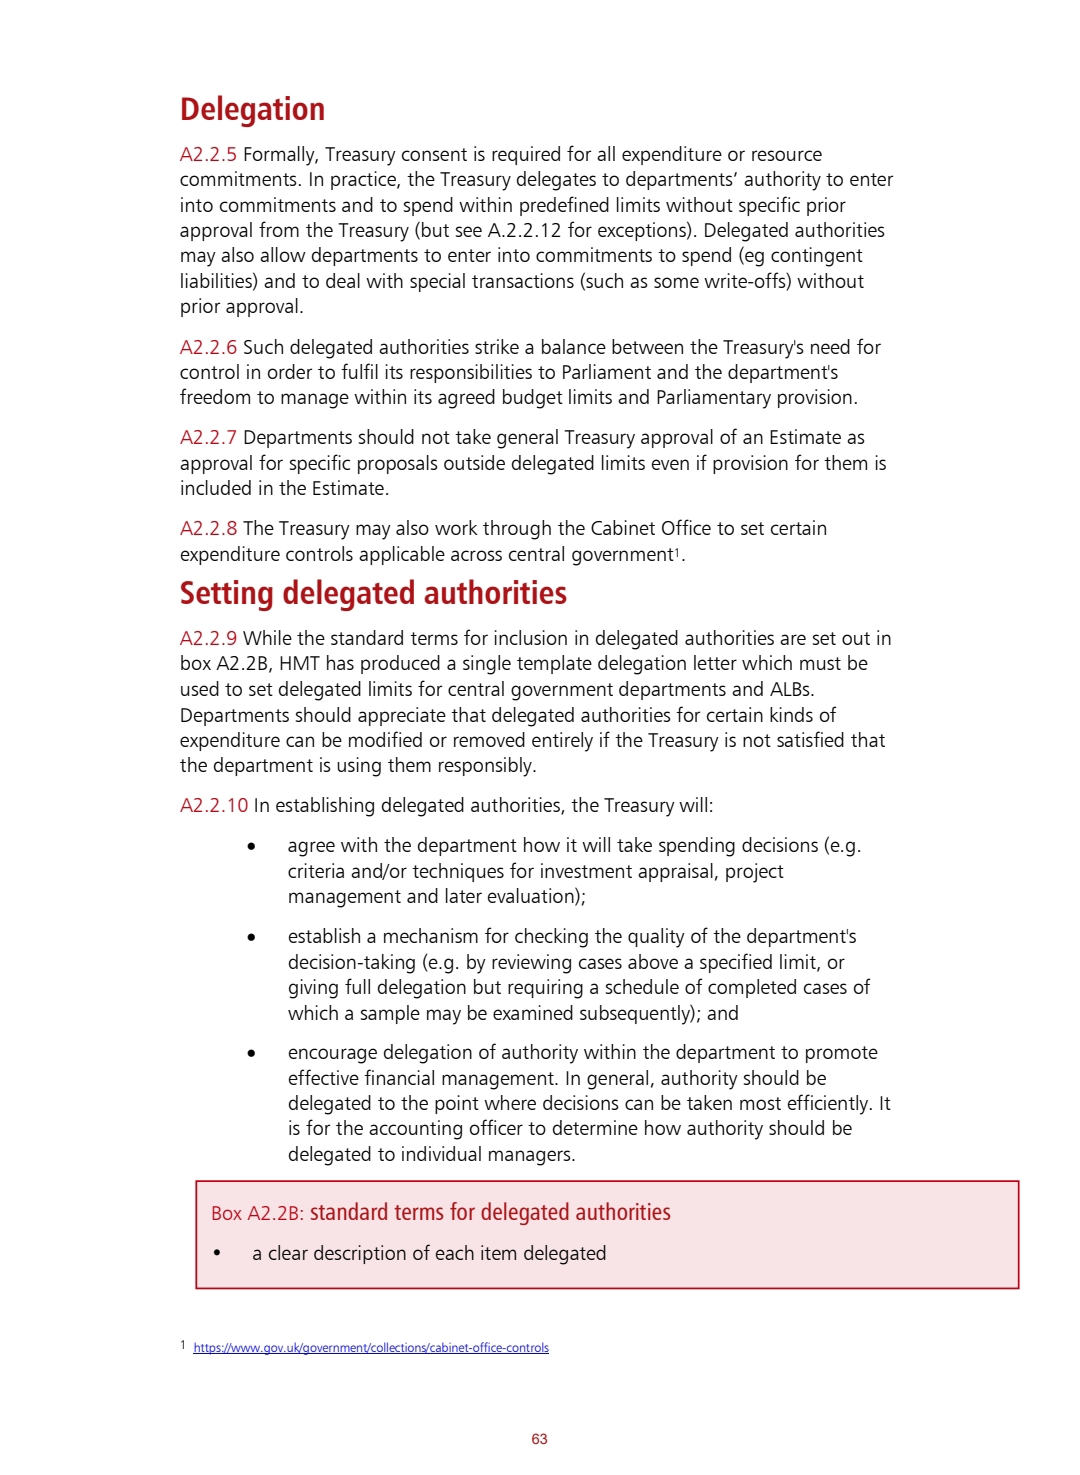 Delegation
A2.2.5 Formally, Treasury consent is required for all expenditure or resource
commitments. In practice, the Treasury delegates to departments‘ authority to enter
into commitments and to spend within predefined limits without specific prior
approval from the Treasury (but see A.2.2.12 for exceptions). Delegated authorities
may also allow departments to enter into commitments to spend (eg contingent
liabilities) and to deal with special transactions (such as some write-offs) without
prior approval.
A2.2.6 Such delegated authorities strike a balance between the Treasury's need for
control in order to fulfil its responsibilities to Parliament and the department's
freedom to manage within its agreed budget limits and Parliamentary provision.
A2.2.7 Departments should not take general Treasury approval of an Estimate as
approval for specific proposals outside delegated limits even if provision for them is
included in the Estimate.
A2.2.8 The Treasury may also work through the Cabinet Office to set certain
expenditure controls applicable across central government1.
Setting delegated authorities
A2.2.9 While the standard terms for inclusion in delegated authorities are set out in
box A2.2B, HMT has produced a single template delegation letter which must be
used to set delegated limits for central government departments and ALBs.
Departments should appreciate that delegated authorities for certain kinds of
expenditure can be modified or removed entirely if the Treasury is not satisfied that
the department is using them responsibly.
A2.2.10 In establishing delegated authorities, the Treasury will:
• agree with the department how it will take spending decisions (e.g.
criteria and/or techniques for investment appraisal, project
management and later evaluation);
• establish a mechanism for checking the quality of the department's
decision-taking (e.g. by reviewing cases above a specified limit, or
giving full delegation but requiring a schedule of completed cases of
which a sample may be examined subsequently); and
• encourage delegation of authority within the department to promote
effective financial management. In general, authority should be
delegated to the point where decisions can be taken most efficiently. It
is for the accounting officer to determine how authority should be
delegated to individual managers.
Box A2.2B: standard terms for delegated authorities
• a clear description of each item delegated
1 https://www.gov.uk/government/collections/cabinet-office-controls
63